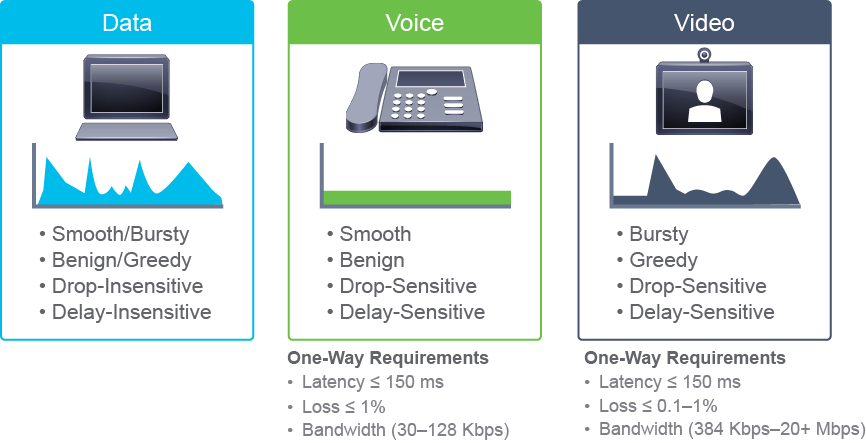 Data
• Smooth/Bursty
• Benign/Greedy
• Drop-Insensitive
• Delay-Insensitive
Voice
• Smooth
• Benign
• Drop-Sensitive
• Delay-Sensitive
One-Way Requirements
• Latency ≤ 150 ms
• Loss ≤ 1%
• Bandwidth (30–128 Kbps)
Video
• Bursty
• Greedy
• Drop-Sensitive
• Delay-Sensitive
One-Way Requirements
• Latency ≤ 150 ms
• Loss ≤ 0.1–1%
• Bandwidth (384 Kbps–20+ Mbps)